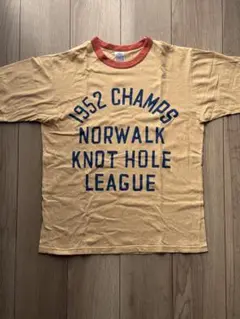 1952 CHAMPS
NORWALK
KNOT HOLE
LEAGUE